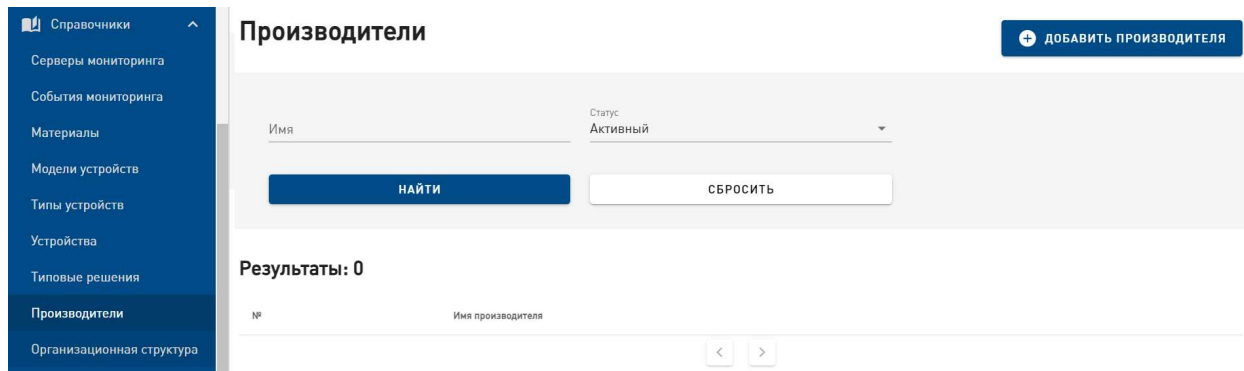 Справочники
Серверы мониторинга
События мониторинга
Материалы
Модели устройств
Типы устройств
Устройства
Типовые решения
Производители
Организационная структура
Производители
ДОБАВИТЬ ПРОИЗВОДИТЕЛЯ
Статус
Имя
Активный
НАЙТИ
СБРОСИТЬ
Результаты: 0
№ Имя производителя